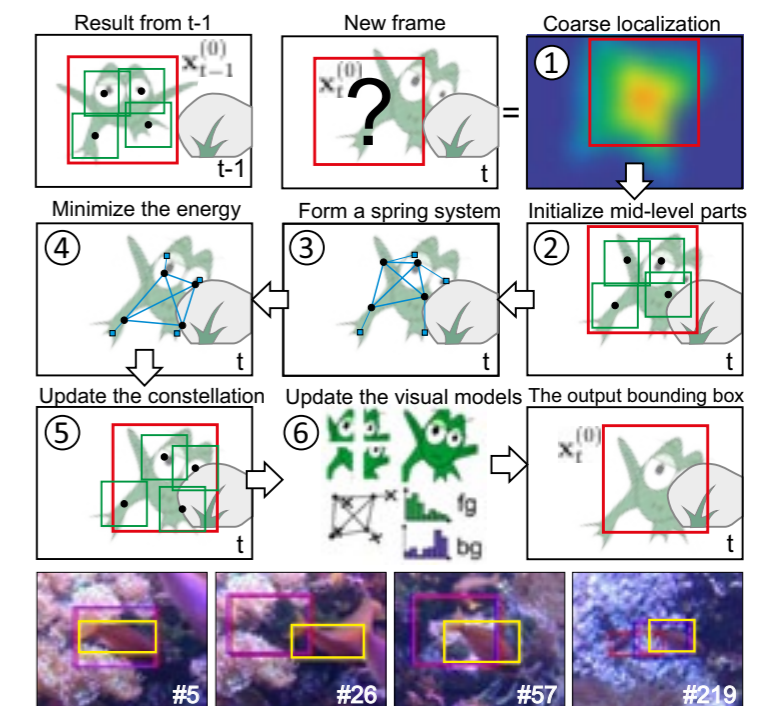 Result from t-1
New frame
Coarse localization
x_{t-1}^{(0)}
t-1
x_t^{(0)}
?
t
=
①
Minimize the energy
Form a spring system
Initialize mid-level parts
④
t
③
t
②
t
Update the constellation
Update the visual models
The output bounding box
⑤
t
⑥
fg
bg
x_t^{(0)}
t
#5
#26
#57
#219